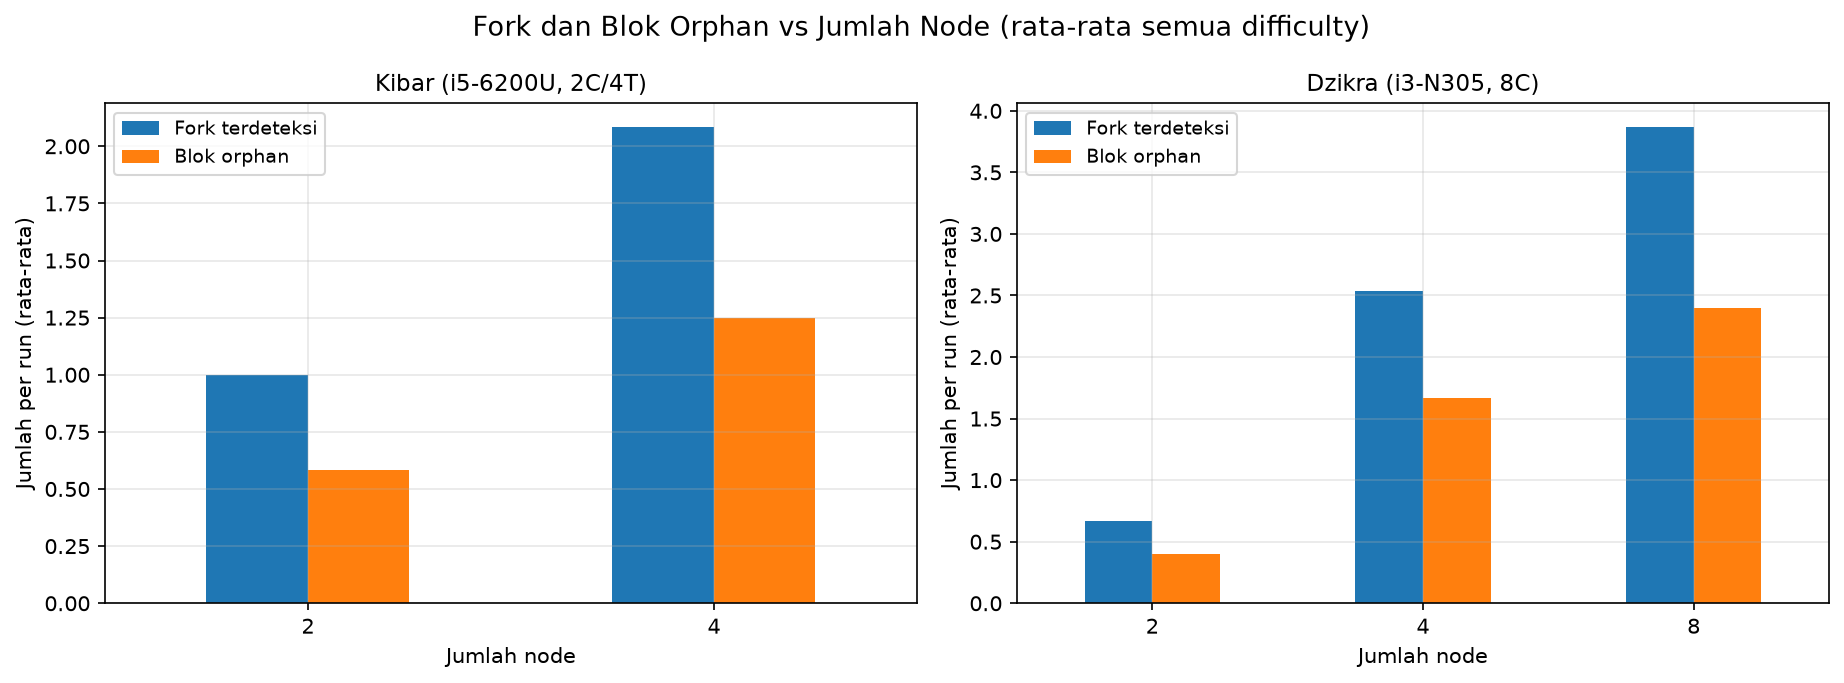 Fork dan Blok Orphan vs Jumlah Node (rata-rata semua difficulty)
Kibar (i5-6200U, 2C/4T)
Fork terdeteksi
Blok orphan
Jumlah per run (rata-rata)
2.00
1.75
1.50
1.25
1.00
0.75
0.50
0.25
0.00
2 4
Jumlah node
Dzikra (i3-N305, 8C)
Fork terdeteksi
Blok orphan
Jumlah per run (rata-rata)
4.0
3.5
3.0
2.5
2.0
1.5
1.0
0.5
0.0
2 4 8
Jumlah node